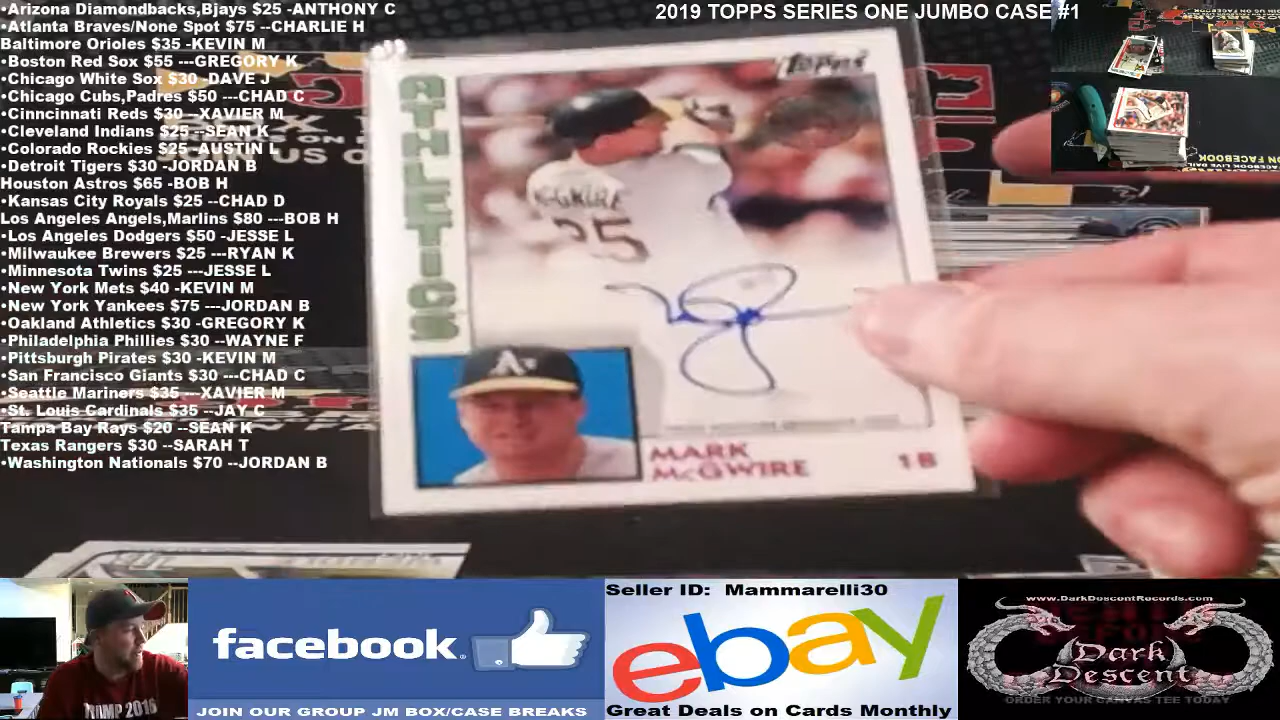 •Arizona Diamondbacks,Bjays $25 -ANTHONY C
•Atlanta Braves/None Spot $75 --CHARLIE H
Baltimore Orioles $35 -KEVIN M
•Boston Red Sox $55 ---GREGORY K
•Chicago White Sox $30 -DAVE J
•Chicago Cubs,Padres $50 ---CHAD C
•Cinncinnati Reds $30 --XAVIER M
•Cleveland Indians $25 --SEAN K
•Colorado Rockies $25 -AUSTIN L
•Detroit Tigers $30 -JORDAN B
Houston Astros $65 -BOB H
•Kansas City Royals $25 --CHAD D
Los Angeles Angels,Marlins $80 ---BOB H
•Los Angeles Dodgers $50 -JESSE L
•Milwaukee Brewers $25 ---RYAN K
•Minnesota Twins $25 ---JESSE L
•New York Mets $40 -KEVIN M
•New York Yankees $75 ---JORDAN B
•Oakland Athletics $30 -GREGORY K
•Philadelphia Phillies $30 --WAYNE F
•Pittsburgh Pirates $30 -KEVIN M
•San Francisco Giants $30 ---CHAD C
•Seattle Mariners $35 ---XAVIER M
•St. Louis Cardinals $35 --JAY C
Tampa Bay Rays $20 --SEAN K
Texas Rangers $30 --SARAH T
•Washington Nationals $70 --JORDAN B
2019 TOPPS SERIES ONE JUMBO CASE #1
Topps
ATHLETICS
McGWIRE
25
A's
MARK
McGWIRE
1B
facebook
JOIN OUR GROUP JM BOX/CASE BREAKS
Seller ID: Mammarelli30
ebay
Great Deals on Cards Monthly
www.DarkDescentRecords.com
Dark
Descent
ORDER YOUR CANVAS TEE TODAY
TRUMP 2016